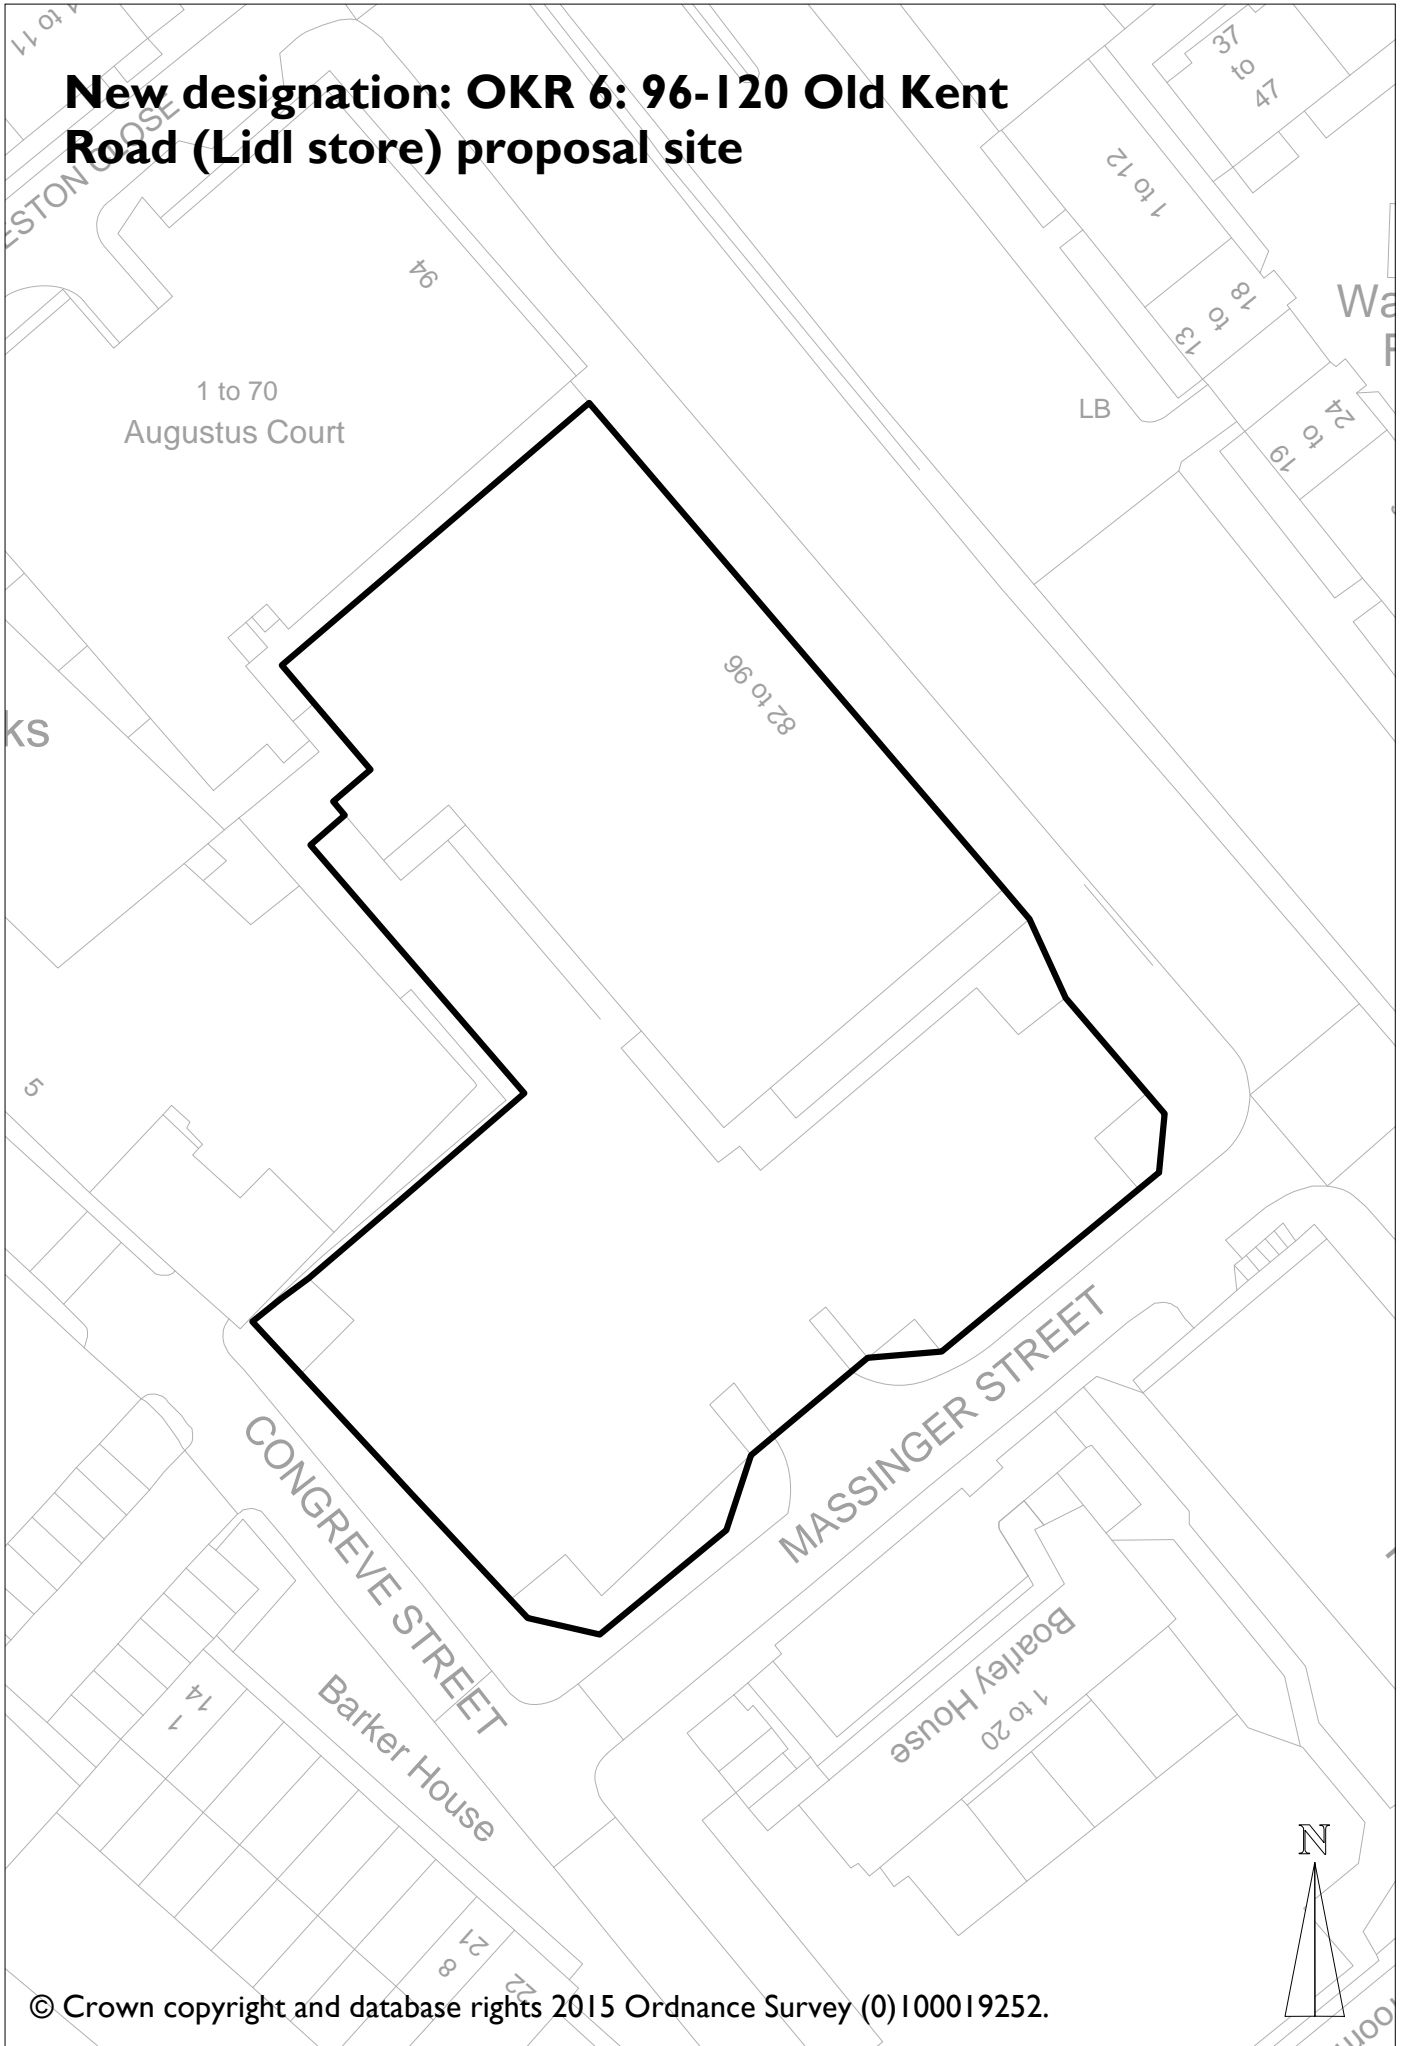 New designation: OKR 6: 96-120 Old Kent
Road (Lidl store) proposal site
37
to
47
1 to 12
94
13 to 18
LB
19 to 24
1 to 70
Augustus Court
82 to 96
ks
5
MASSINGER STREET
CONGREVE STREET
Boarley House
1 to 20
Barker House
14
1
21
8
22
N
© Crown copyright and database rights 2015 Ordnance Survey (0)100019252.